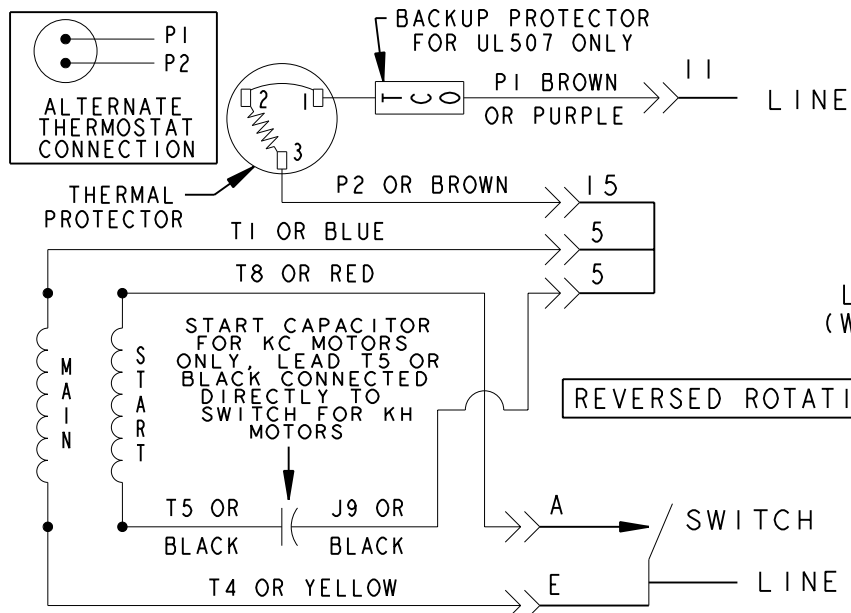 P1
P2
ALTERNATE
THERMOSTAT
CONNECTION
BACKUP PROTECTOR
FOR UL507 ONLY
2
1
3
TCO
P1 BROWN
OR PURPLE
11
LINE
THERMAL
PROTECTOR
P2 OR BROWN
15
T1 OR BLUE
5
T8 OR RED
5
L
(W
START CAPACITOR
FOR KC MOTORS
ONLY, LEAD T5 OR
BLACK CONNECTED
DIRECTLY TO
SWITCH FOR KH
MOTORS
MAIN
START
REVERSED ROTATI
T5 OR
BLACK
J9 OR
BLACK
A
SWITCH
T4 OR YELLOW
E
LINE